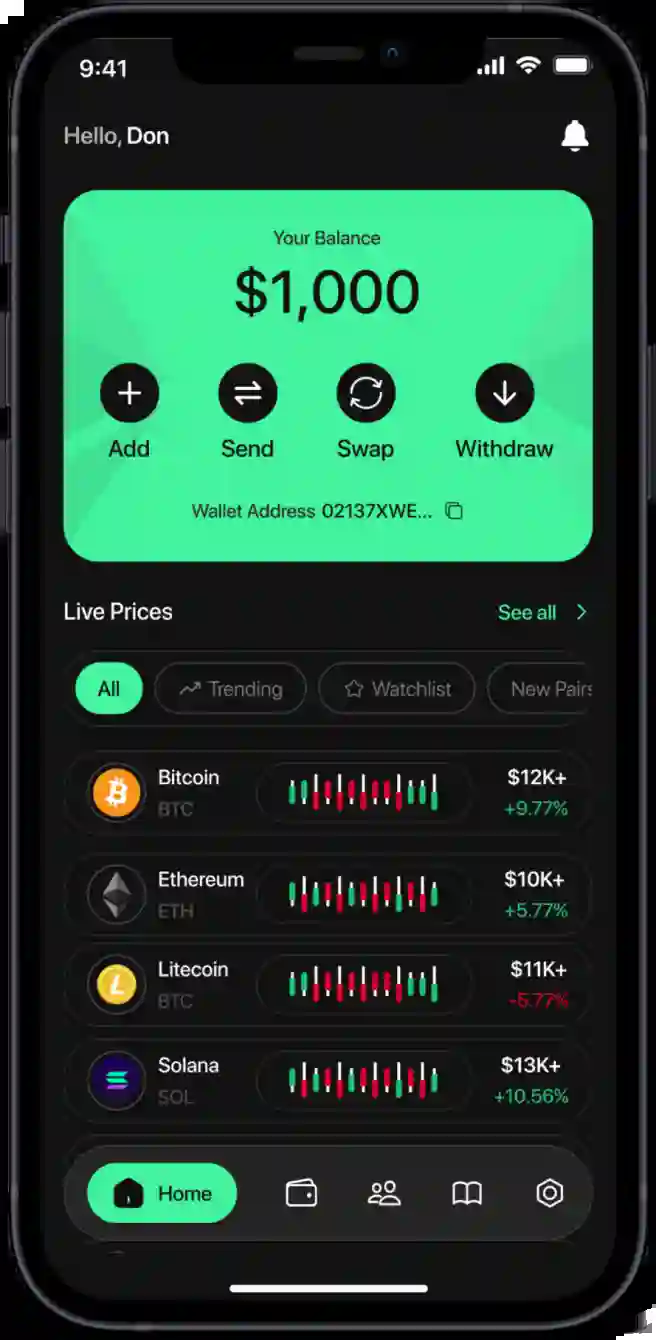 9:41
Hello, Don
Your Balance
$1,000
Add Send Swap Withdraw
Wallet Address 02137XWE...
Live Prices See all
All Trending Watchlist New Pairs
Bitcoin $12K+
BTC +9.77%
Ethereum $10K+
ETH +5.77%
Litecoin $11K+
BTC -5.77%
Solana $13K+
SOL +10.56%
Home